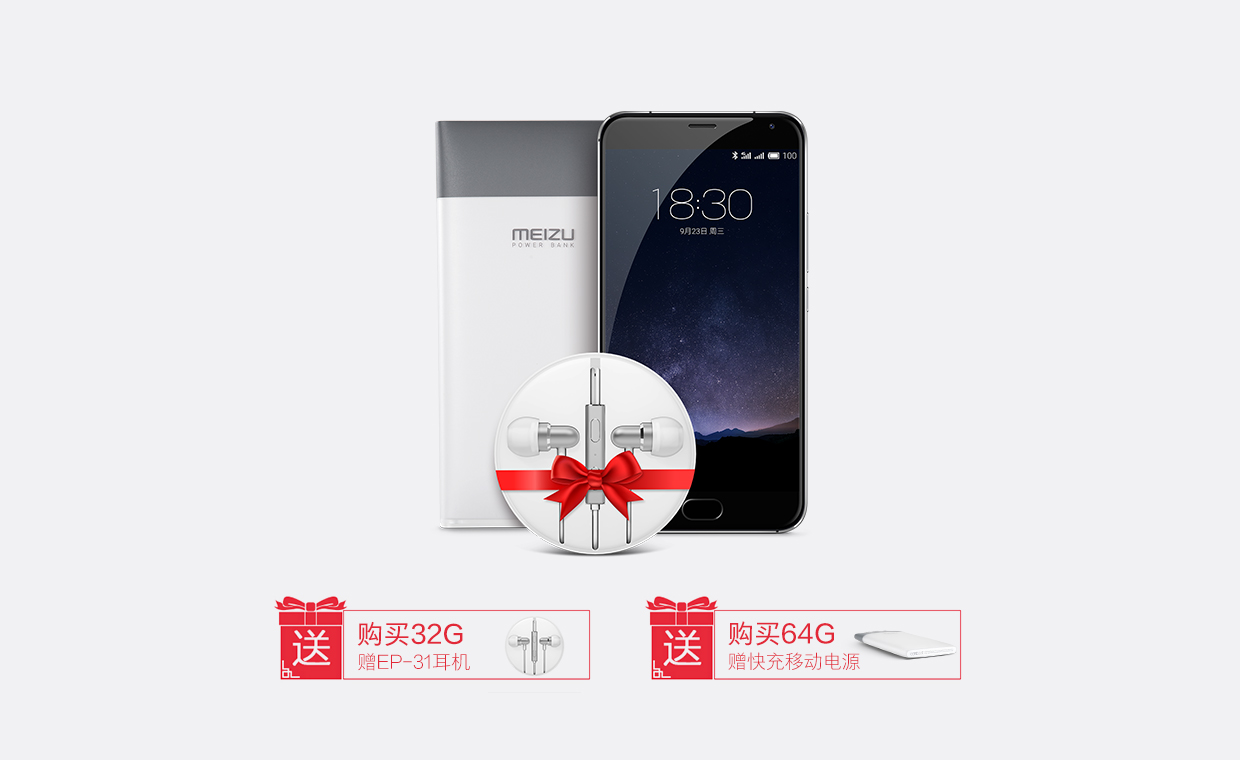 100
18:30
9月23日 周三
MEIZU
POWER BANK
送
购买32G
赠EP-31耳机
送
购买64G
赠快充移动电源